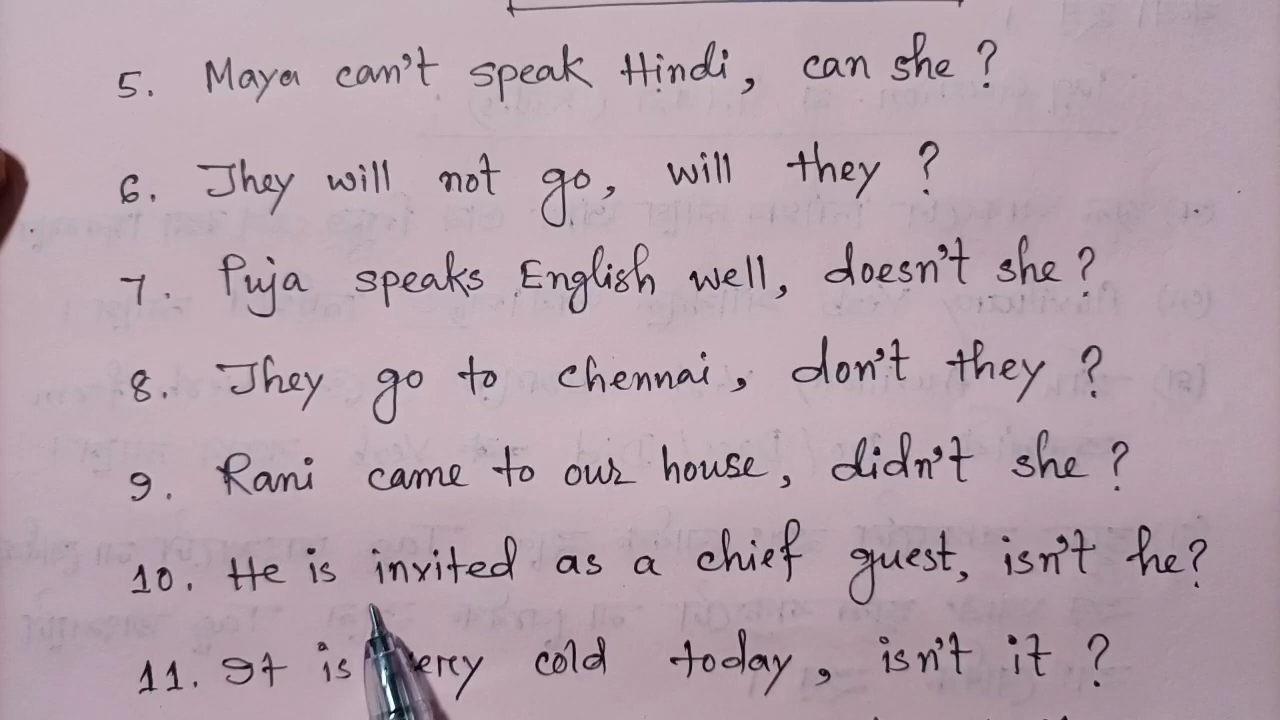 5. Maya can't speak Hindi, can she?
6. They will not go, will they?
7. Puja speaks English well, doesn't she?
8. They go to chennai, don't they?
9. Rani came to our house, didn't she?
10. He is invited as a chief guest, isn't he?
11. It is very cold today, isn't it?